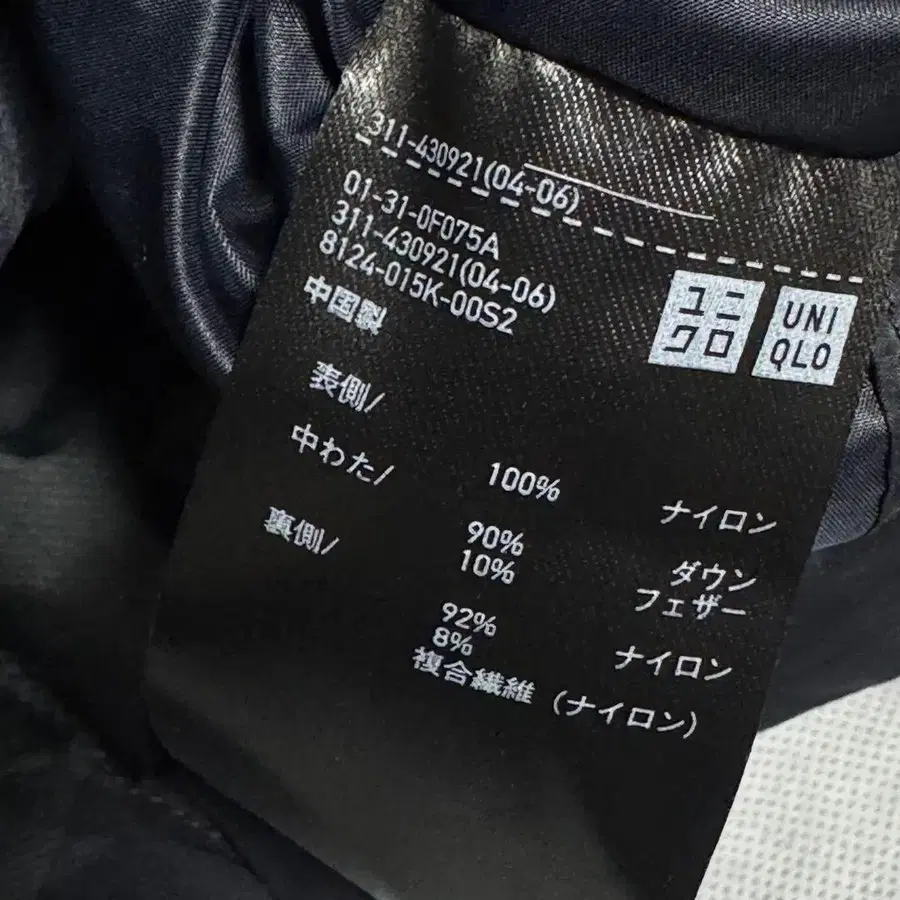 311-430921(04-06)
01-31-0F075A
311-430921(04-06)
8124-015K-00S2
中国製
ユニ
クロ
UNI
QLO
表側/
100% ナイロン
中わた/
90% ダウン
10% フェザー
裏側/
92% ナイロン
8%
複合繊維 (ナイロン)